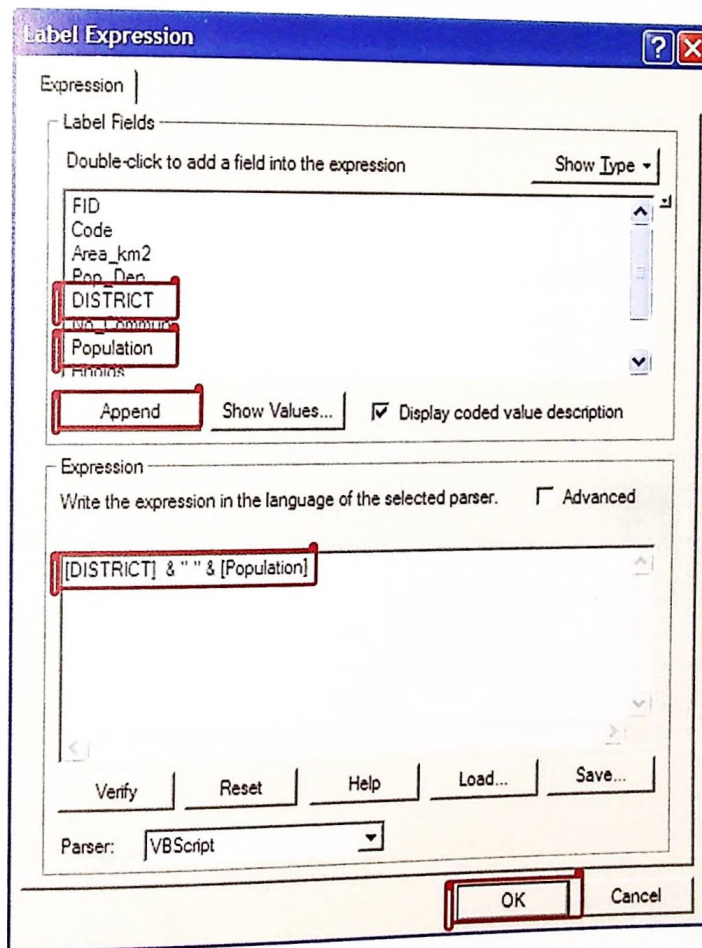 Label Expression
Expression
Label Fields
Double-click to add a field into the expression
Show Type
FID
Code
Area_km2
Pop_Den
DISTRICT
No_Commun
Population
Append
Show Values...
Display coded value description
Expression
Write the expression in the language of the selected parser.
Advanced
[DISTRICT] & " " & [Population]
Verify
Reset
Help
Load...
Save...
Parser:
VBScript
OK
Cancel